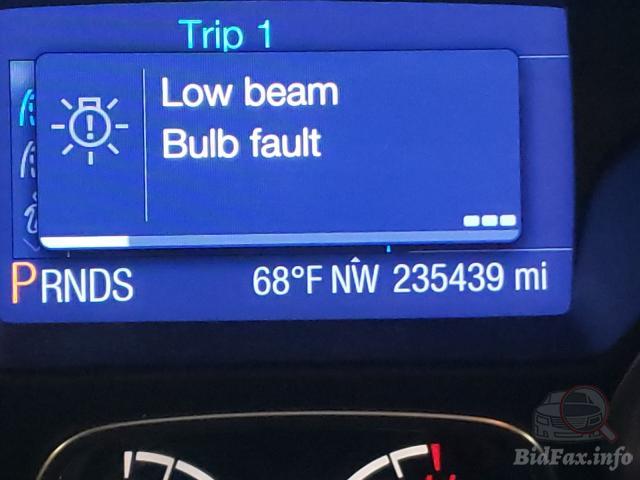 Trip 1
Low beam
Bulb fault
PRNDS 68°F NW 235439 mi
BidFax.info